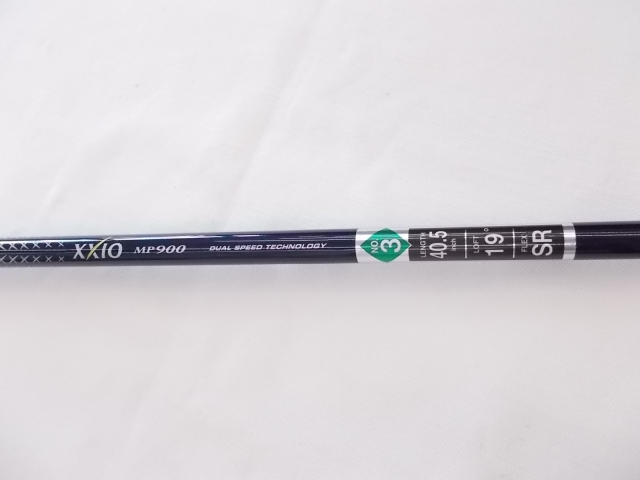 XXIO MP900 DUAL SPEED TECHNOLOGY
NO 3
LENGTH 40.5 inch
LOFT 19°
FLEX SR